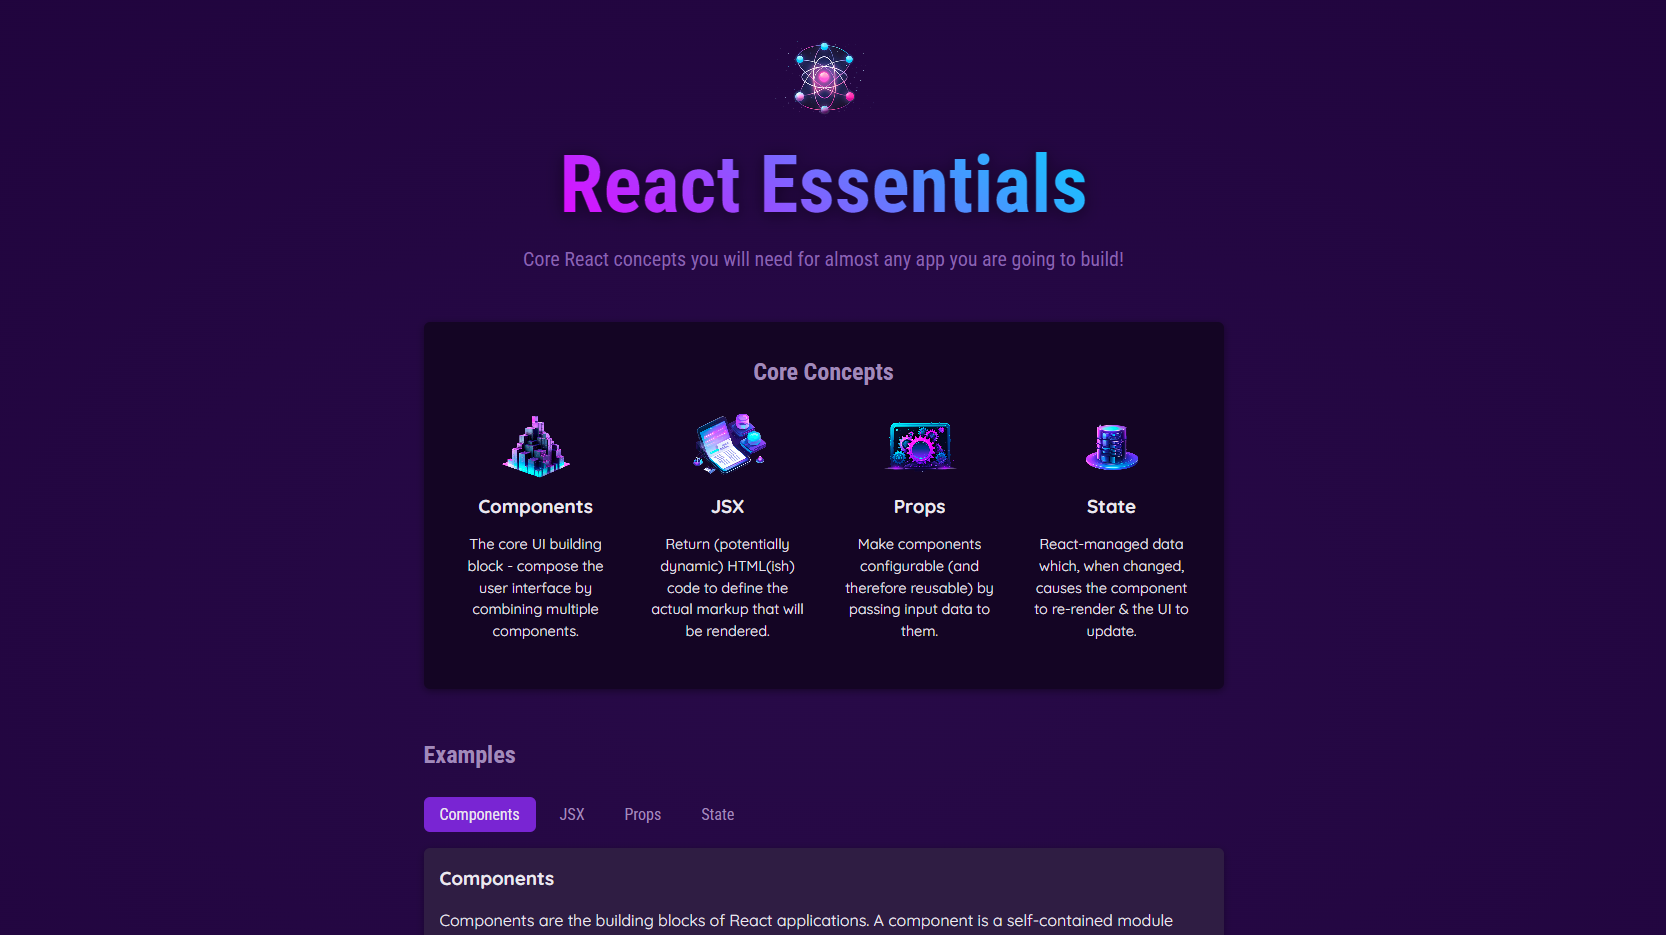 React Essentials
Core React concepts you will need for almost any app you are going to build!
Core Concepts
Components
The core UI building
block - compose the
user interface by
combining multiple
components.
JSX
Return (potentially
dynamic) HTML(ish)
code to define the
actual markup that will
be rendered.
Props
Make components
configurable (and
therefore reusable) by
passing input data to
them.
State
React-managed data
which, when changed,
causes the component
to re-render & the UI to
update.
Examples
Components JSX Props State
Components
Components are the building blocks of React applications. A component is a self-contained module